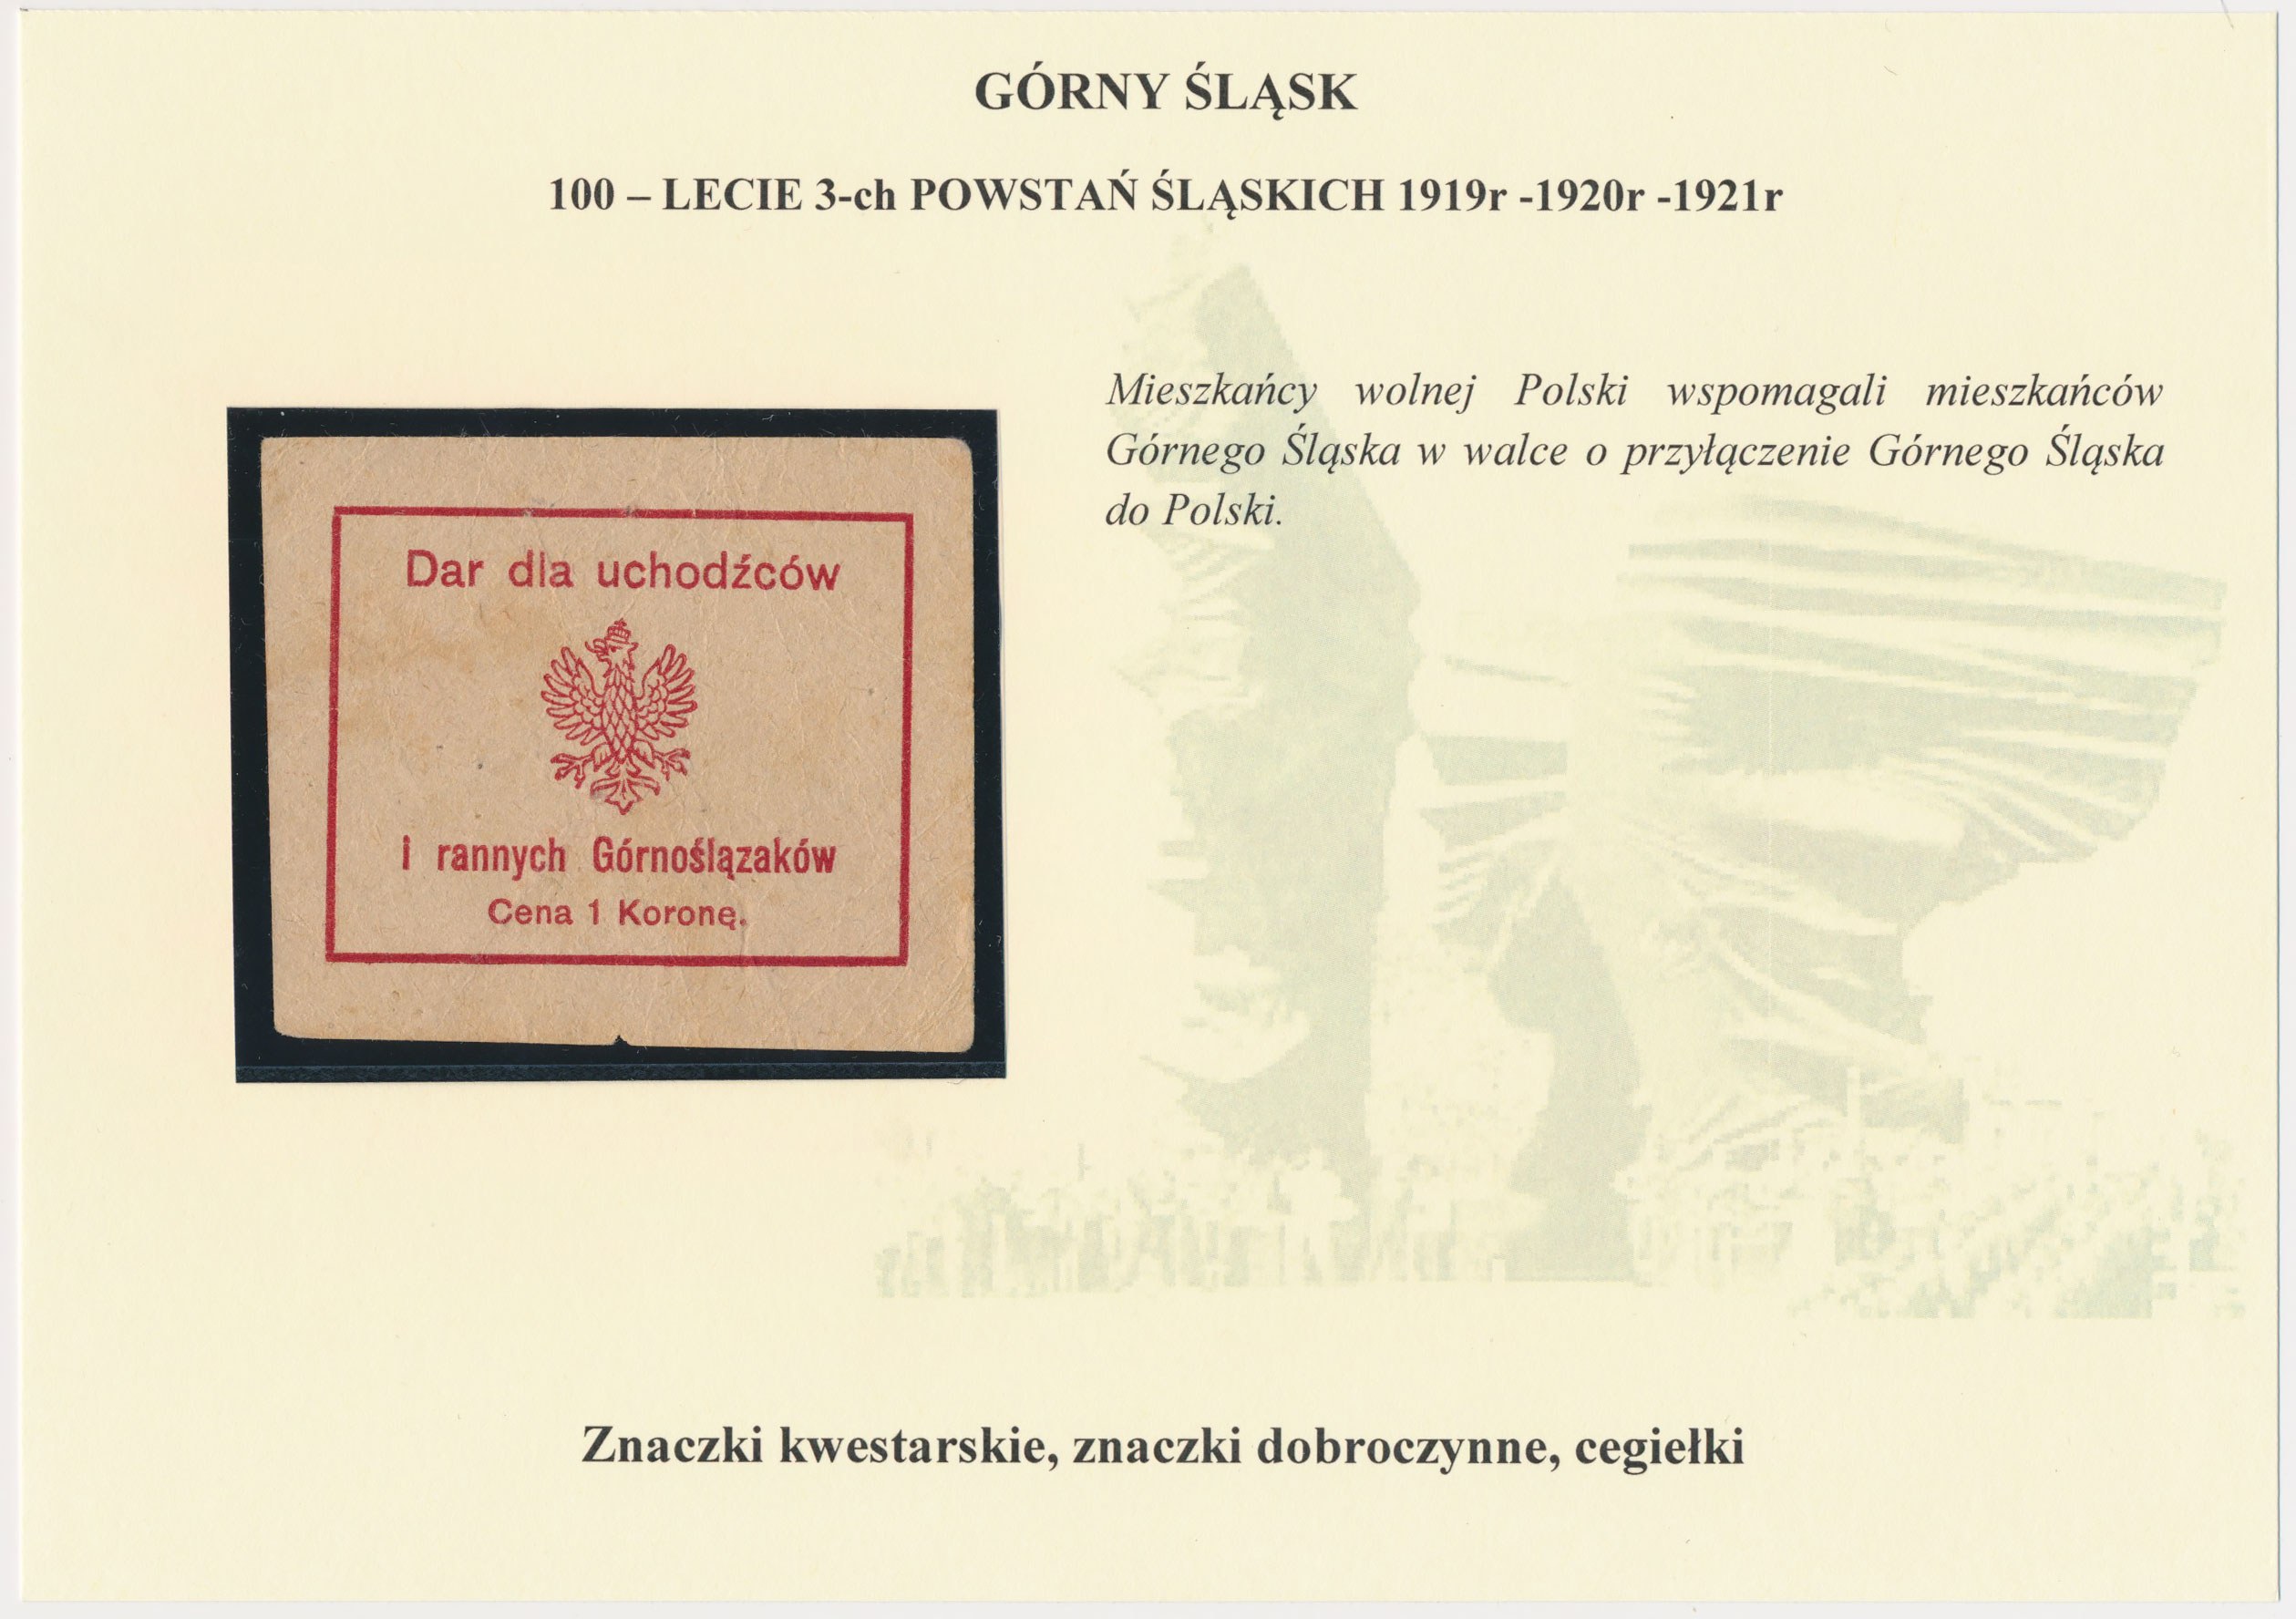 GÓRNY ŚLĄSK
100 – LECIE 3-ch POWSTAŃ ŚLĄSKICH 1919r -1920r -1921r
Mieszkańcy wolnej Polski wspomagali mieszkańców
Górnego Śląska w walce o przyłączenie Górnego Śląska
do Polski.
Dar dla uchodźców
i rannych Górnoślązaków
Cena 1 Koronę.
Znaczki kwestarskie, znaczki dobroczynne, cegiełki